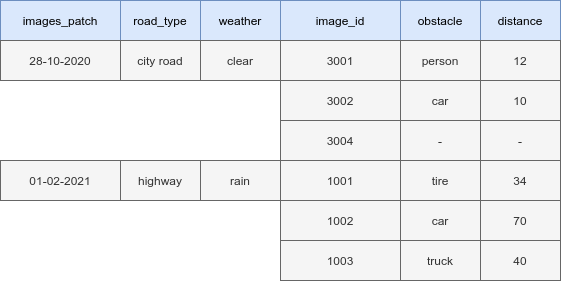 images_patch road_type weather image_id obstacle distance
28-10-2020 city road clear 3001 person 12
3002 car 10
3004 - -
01-02-2021 highway rain 1001 tire 34
1002 car 70
1003 truck 40